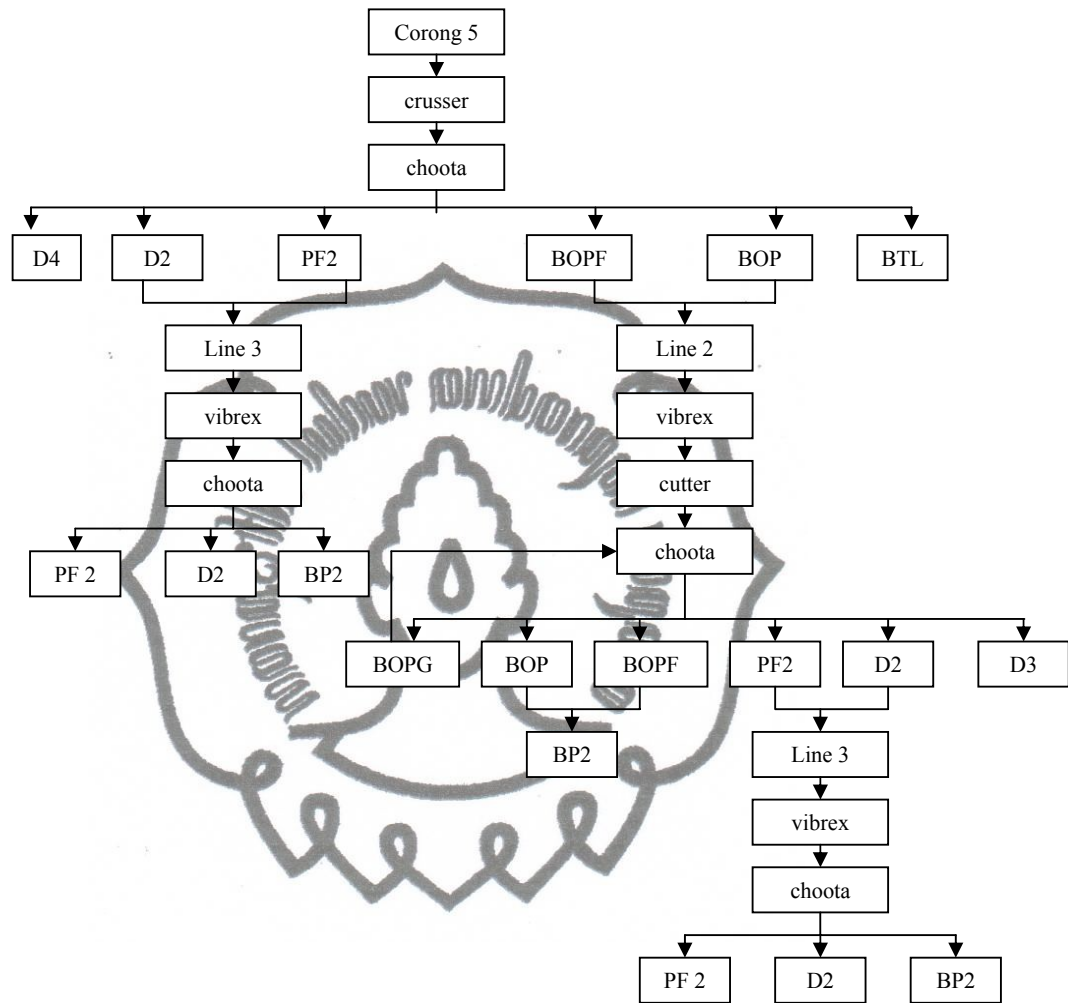 Corong 5
crusser
choota
D4 D2 PF2 BOPF BOP BTL
Line 3 Line 2
vibrex vibrex
choota cutter
PF 2 D2 BP2 choota
BOPG BOP BOPF PF2 D2 D3
BP2 Line 3
vibrex
choota
PF 2 D2 BP2